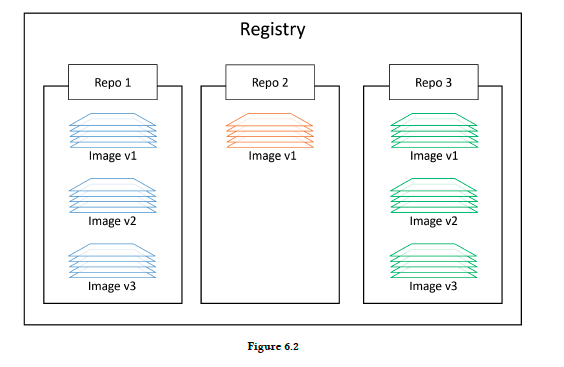 Registry
Repo 1
Repo 2
Repo 3
Image v1
Image v1
Image v1
Image v2
Image v2
Image v3
Image v3
Figure 6.2